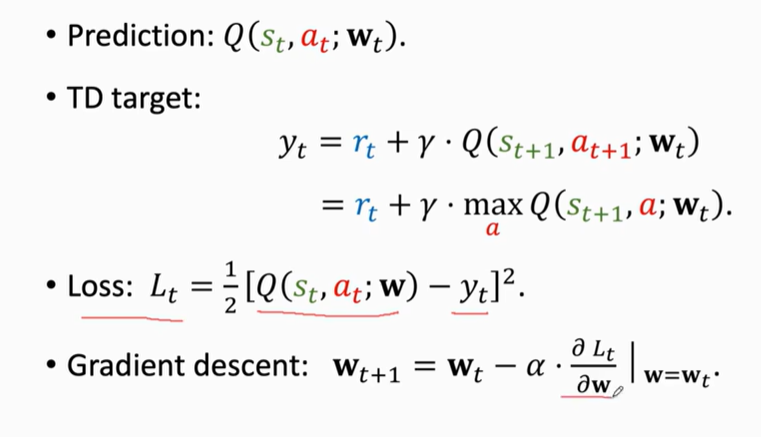 • Prediction: Q(s_t, a_t; w_t).
• TD target:
y_t = r_t + γ · Q(s_{t+1}, a_{t+1}; w_t)
= r_t + γ · max_a Q(s_{t+1}, a; w_t).
• Loss: L_t = 1/2 [Q(s_t, a_t; w) − y_t]².
• Gradient descent: w_{t+1} = w_t − α · ∂ L_t / ∂w |_{w=w_t}.